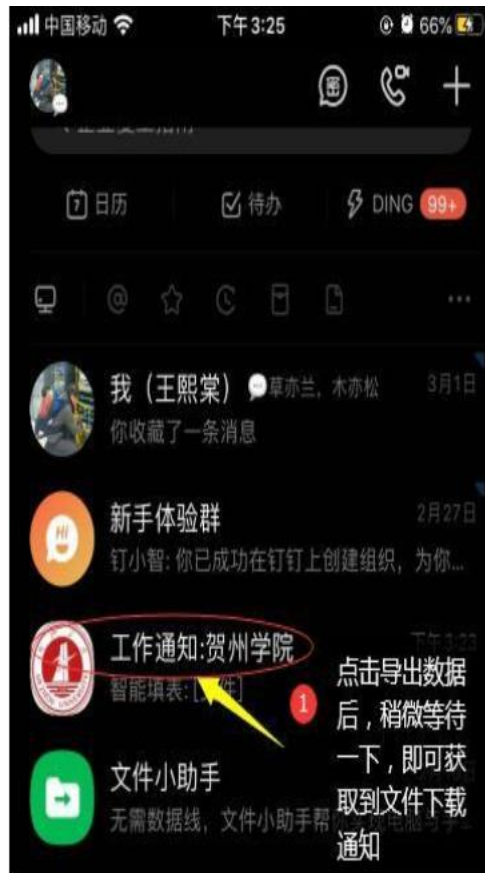 中国移动 下午3:25 66%
密
7 日历 待办 DING 99+
@
我（王熙棠） 草亦兰，木亦松 3月1日
你收藏了一条消息
HI
新手体验群 2月27日
钉小智: 你已成功在钉钉上创建组织，为你...
工作通知:贺州学院 下午3:23
智能填表:[文件]
1
点击导出数据
后，稍微等待
一下，即可获
取到文件下载
通知
文件小助手
无需数据线，文件小助手帮